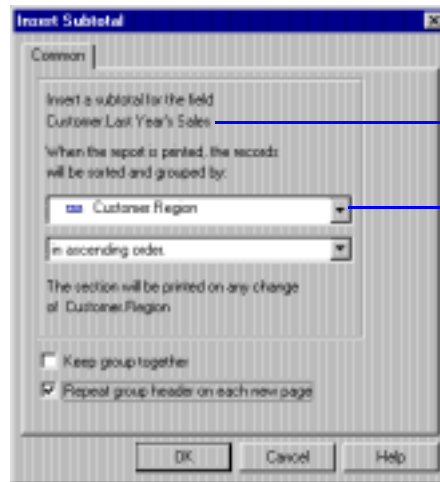 Insert Subtotal
Common
Insert a subtotal for the field
Customer.Last Year's Sales
When the report is printed, the records
will be sorted and grouped by:
Customer.Region
in ascending order.
The section will be printed on any change
of Customer.Region
Keep group together
Repeat group header on each new page
OK
Cancel
Help